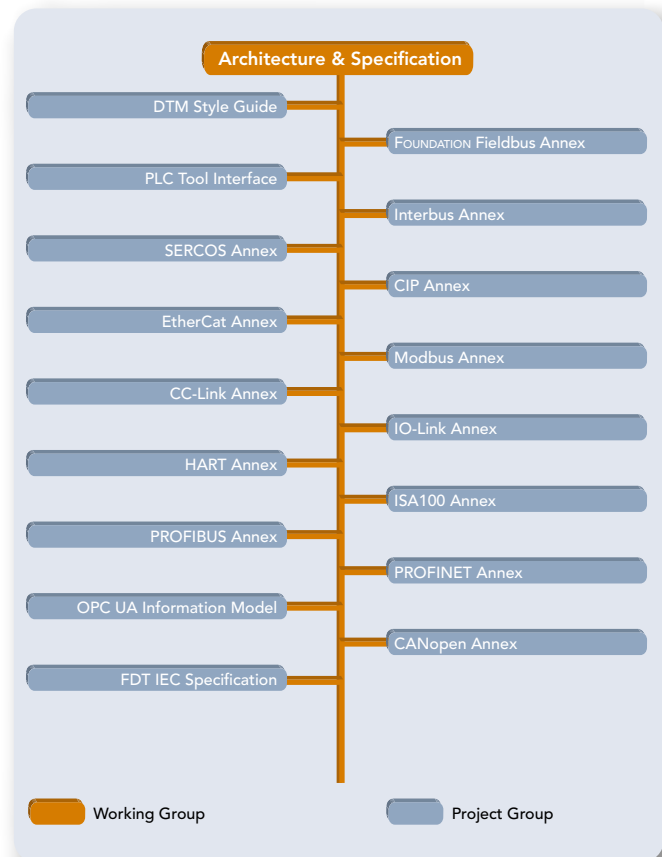 Architecture & Specification
DTM Style Guide
FOUNDATION Fieldbus Annex
PLC Tool Interface
Interbus Annex
SERCOS Annex
CIP Annex
EtherCat Annex
Modbus Annex
CC-Link Annex
IO-Link Annex
HART Annex
ISA100 Annex
PROFIBUS Annex
PROFINET Annex
OPC UA Information Model
CANopen Annex
FDT IEC Specification
Working Group
Project Group